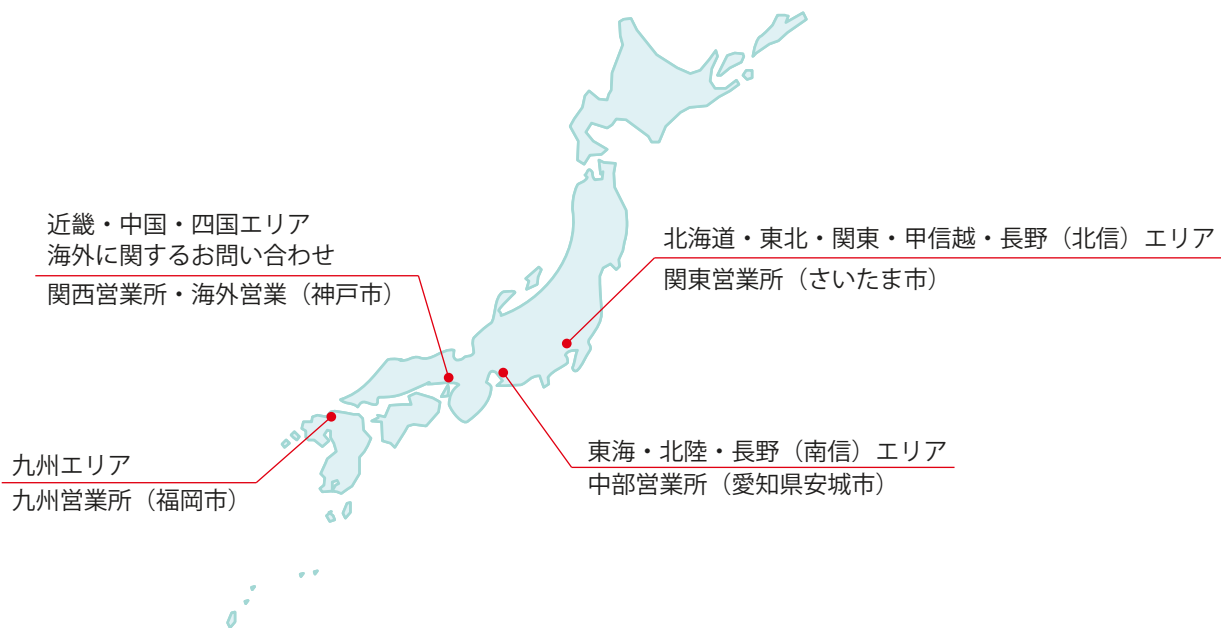 近畿・中国・四国エリア
海外に関するお問い合わせ
関西営業所・海外営業（神戸市）
北海道・東北・関東・甲信越・長野（北信）エリア
関東営業所（さいたま市）
東海・北陸・長野（南信）エリア
中部営業所（愛知県安城市）
九州エリア
九州営業所（福岡市）